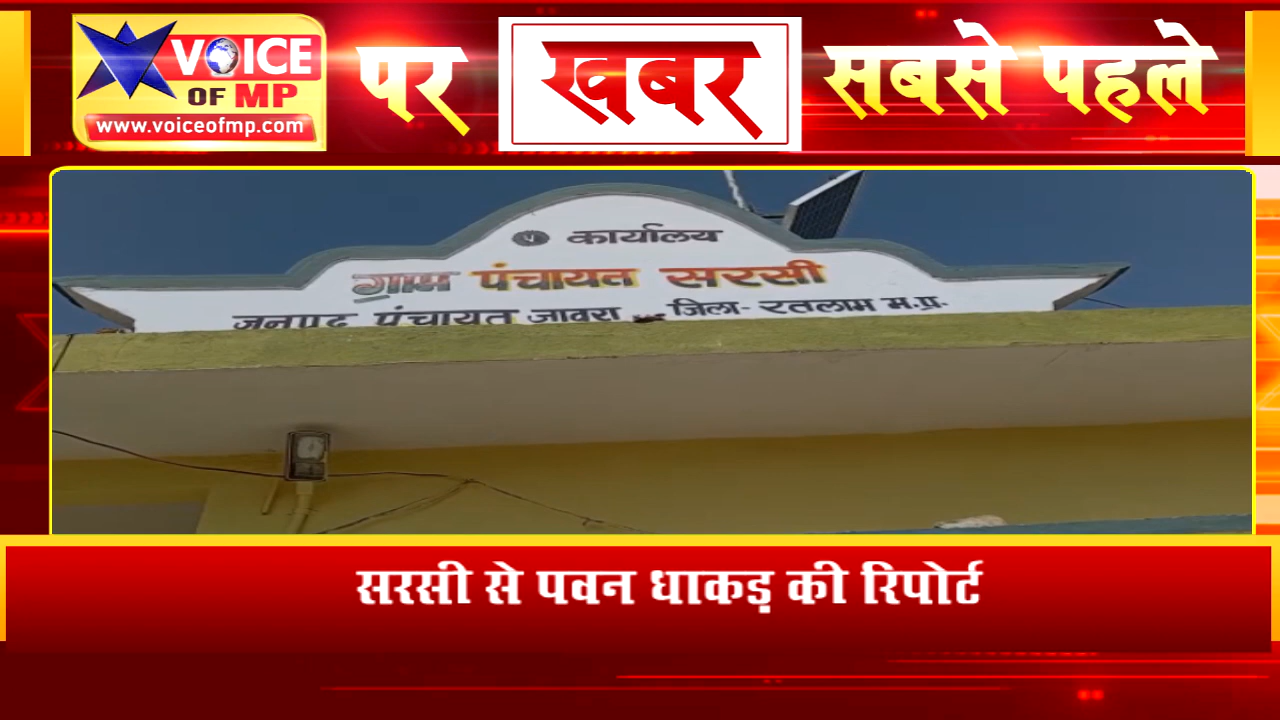 VOICE
OF MP
www.voiceofmp.com
पर खबर सबसे पहले
कार्यालय
ग्राम पंचायत सरसी
जनपद पंचायत जावरा जिला- रतलाम म.प्र.
सरसी से पवन धाकड़ की रिपोर्ट